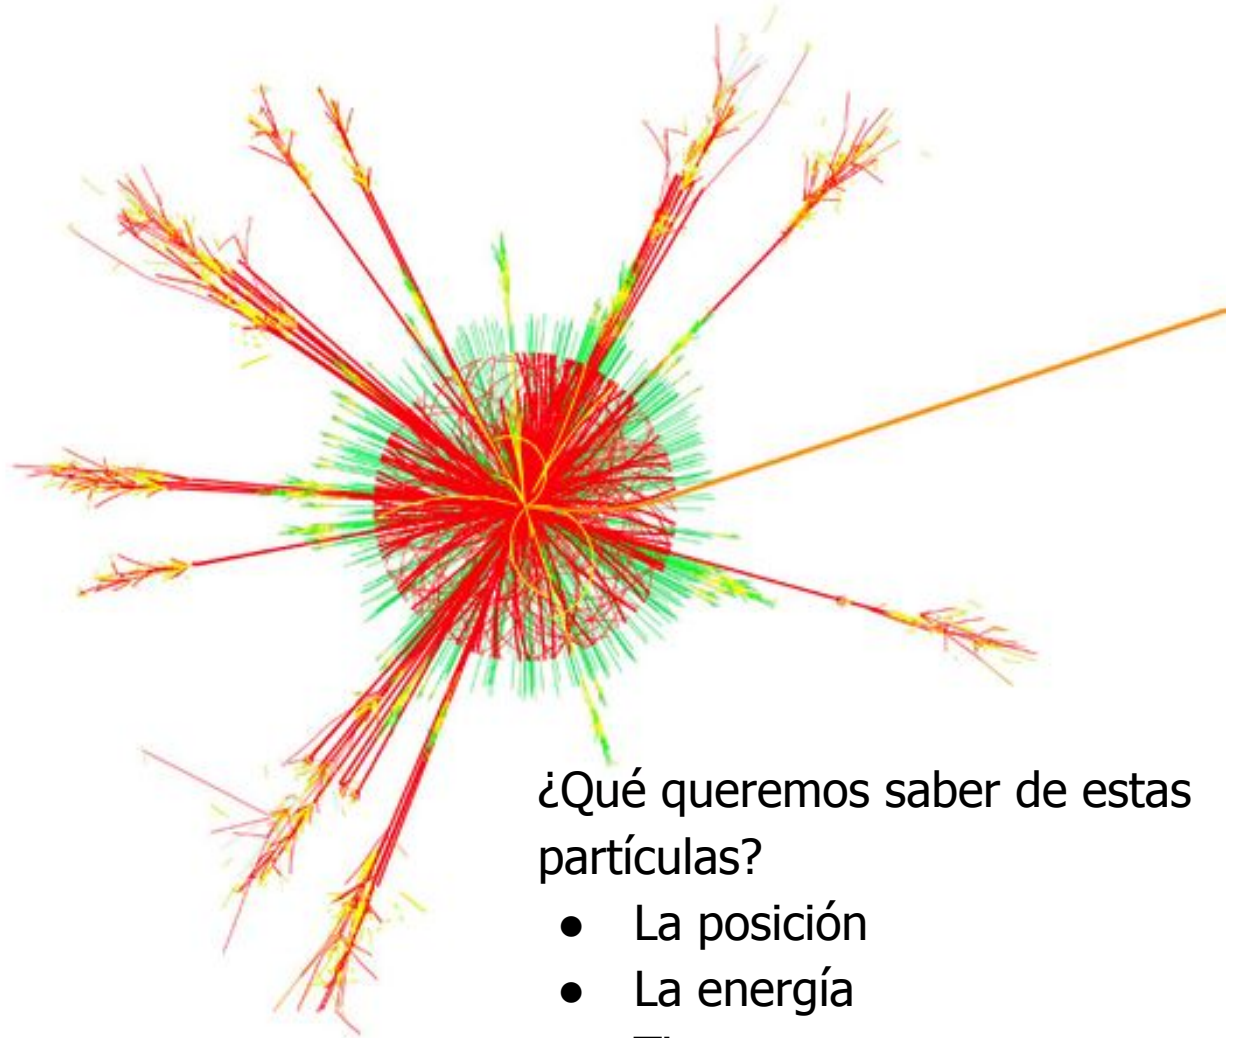 ¿Qué queremos saber de estas
partículas?
● La posición
● La energía